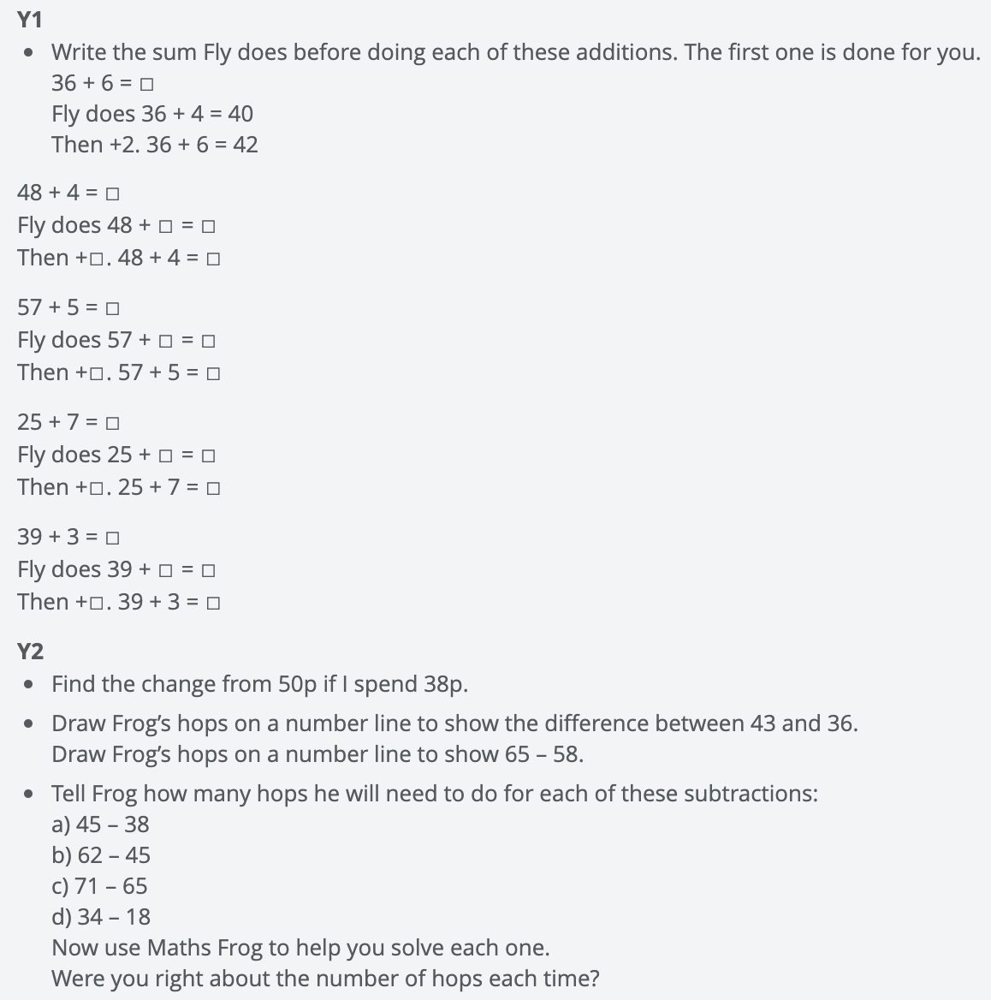 Y1
• Write the sum Fly does before doing each of these additions. The first one is done for you.
36 + 6 = □
Fly does 36 + 4 = 40
Then +2. 36 + 6 = 42
48 + 4 = □
Fly does 48 + □ = □
Then +□. 48 + 4 = □
57 + 5 = □
Fly does 57 + □ = □
Then +□. 57 + 5 = □
25 + 7 = □
Fly does 25 + □ = □
Then +□. 25 + 7 = □
39 + 3 = □
Fly does 39 + □ = □
Then +□. 39 + 3 = □
Y2
• Find the change from 50p if I spend 38p.
• Draw Frog’s hops on a number line to show the difference between 43 and 36.
Draw Frog’s hops on a number line to show 65 – 58.
• Tell Frog how many hops he will need to do for each of these subtractions:
a) 45 – 38
b) 62 – 45
c) 71 – 65
d) 34 – 18
Now use Maths Frog to help you solve each one.
Were you right about the number of hops each time?